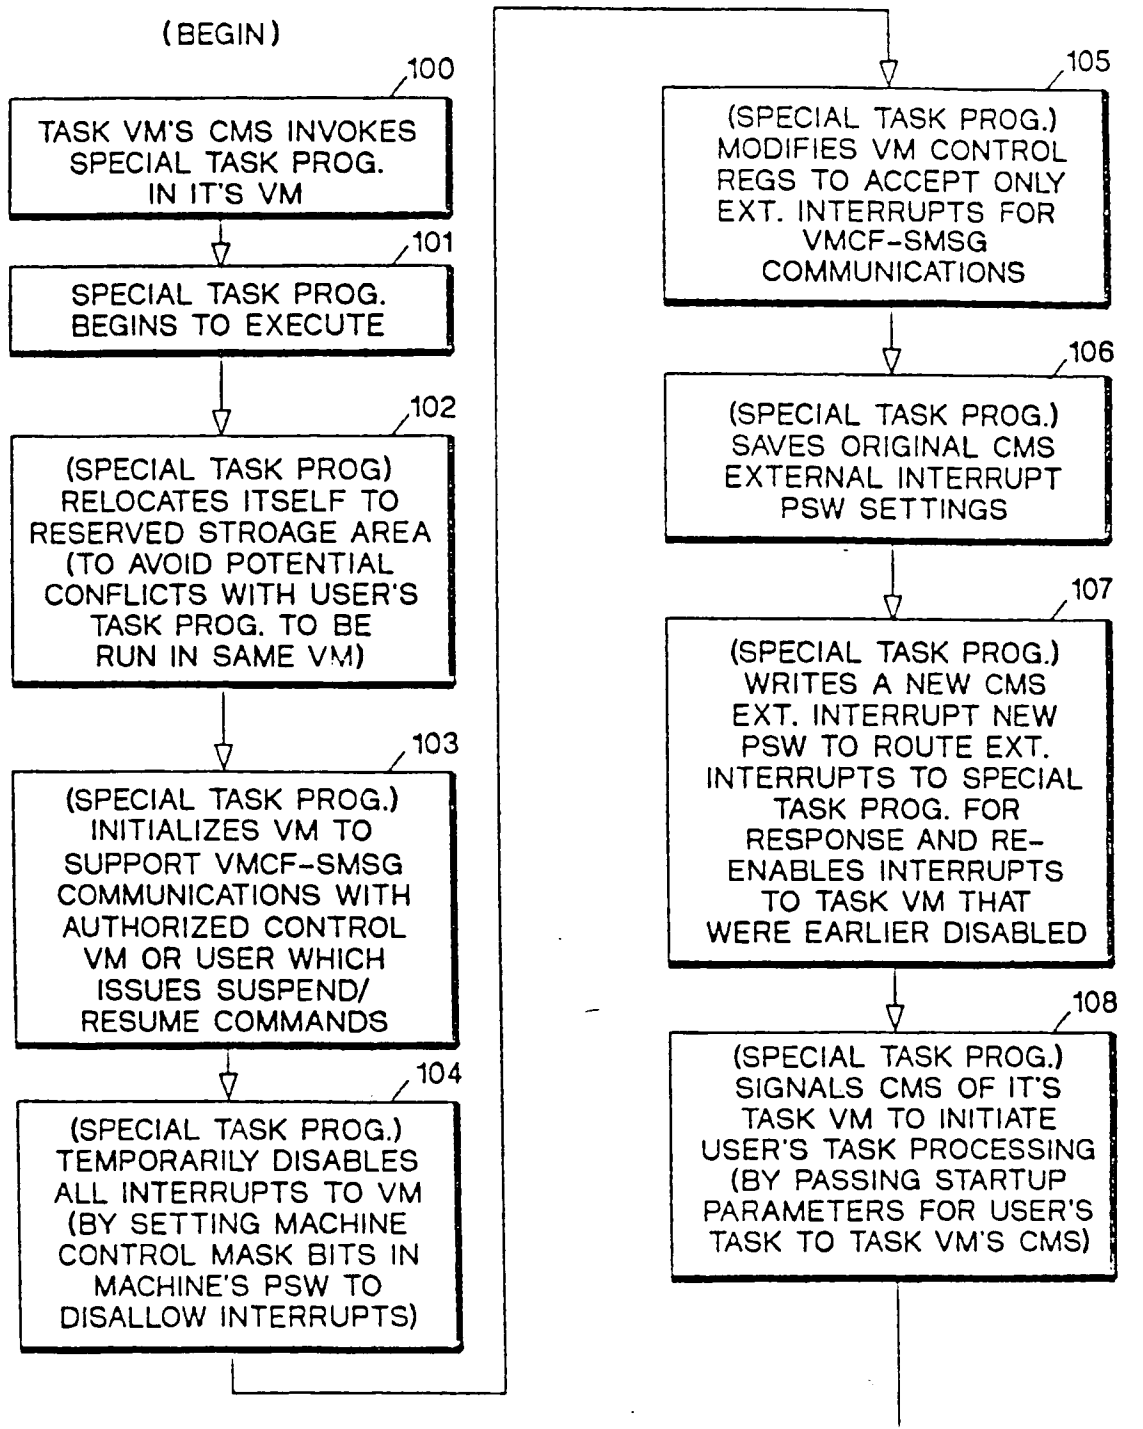 (BEGIN)
100
TASK VM'S CMS INVOKES
SPECIAL TASK PROG.
IN IT'S VM
101
SPECIAL TASK PROG.
BEGINS TO EXECUTE
102
(SPECIAL TASK PROG)
RELOCATES ITSELF TO
RESERVED STROAGE AREA
(TO AVOID POTENTIAL
CONFLICTS WITH USER'S
TASK PROG. TO BE
RUN IN SAME VM)
103
(SPECIAL TASK PROG.)
INITIALIZES VM TO
SUPPORT VMCF-SMSG
COMMUNICATIONS WITH
AUTHORIZED CONTROL
VM OR USER WHICH
ISSUES SUSPEND/
RESUME COMMANDS
104
(SPECIAL TASK PROG.)
TEMPORARILY DISABLES
ALL INTERRUPTS TO VM
(BY SETTING MACHINE
CONTROL MASK BITS IN
MACHINE'S PSW TO
DISALLOW INTERRUPTS)
105
(SPECIAL TASK PROG.)
MODIFIES VM CONTROL
REGS TO ACCEPT ONLY
EXT. INTERRUPTS FOR
VMCF-SMSG
COMMUNICATIONS
106
(SPECIAL TASK PROG.)
SAVES ORIGINAL CMS
EXTERNAL INTERRUPT
PSW SETTINGS
107
(SPECIAL TASK PROG.)
WRITES A NEW CMS
EXT. INTERRUPT NEW
PSW TO ROUTE EXT.
INTERRUPTS TO SPECIAL
TASK PROG. FOR
RESPONSE AND RE-
ENABLES INTERRUPTS
TO TASK VM THAT
WERE EARLIER DISABLED
108
(SPECIAL TASK PROG.)
SIGNALS CMS OF IT'S
TASK VM TO INITIATE
USER'S TASK PROCESSING
(BY PASSING STARTUP
PARAMETERS FOR USER'S
TASK TO TASK VM'S CMS)